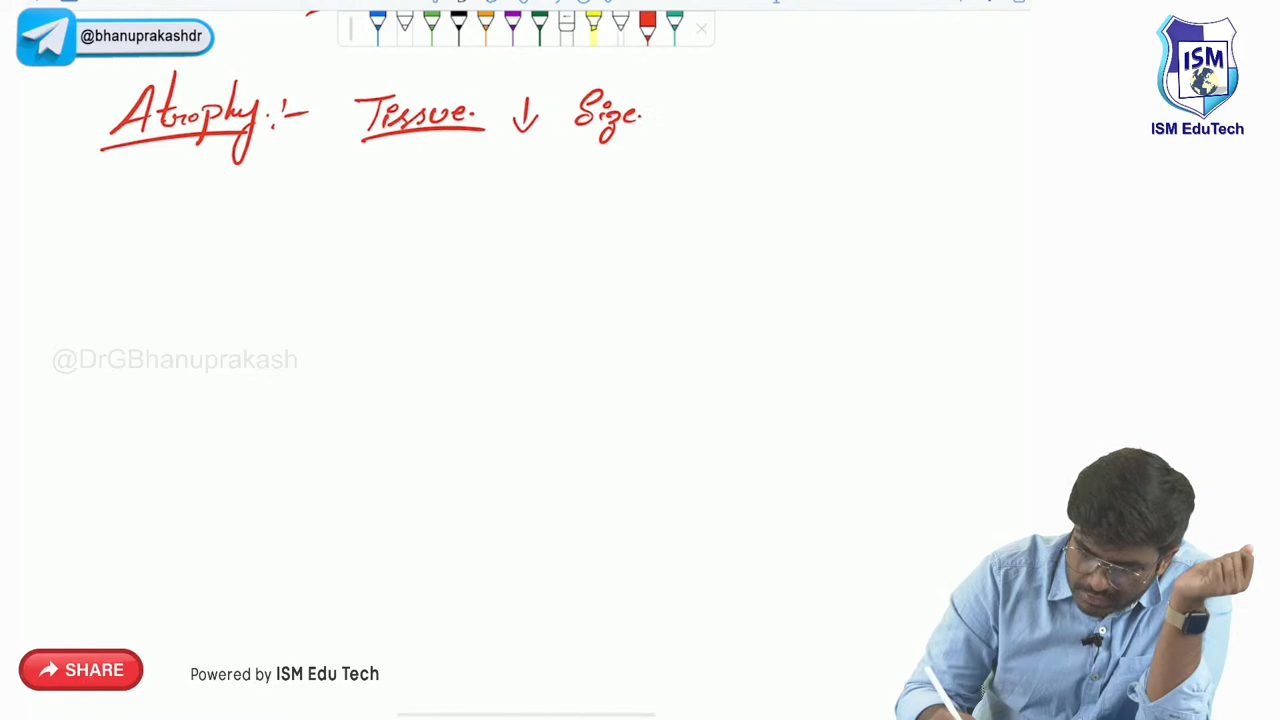 @bhanuprakashdr
ISM
ISM EduTech
Atrophy :- Tissue. ↓ Size.
@DrGBhanuprakash
SHARE
Powered by ISM Edu Tech